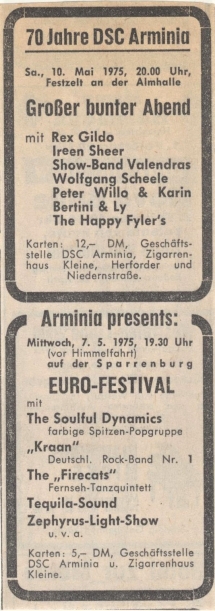 70 Jahre DSC Arminia
Sa., 10. Mai 1975, 20.00 Uhr,
Festzelt an der Almhalle
Großer bunter Abend
mit Rex Gildo
Ireen Sheer
Show-Band Valendras
Wolfgang Scheele
Peter Willo & Karin
Bertini & Ly
The Happy Fyler's
Karten: 12,– DM, Geschäfts-
stelle DSC Arminia, Zigarren-
haus Kleine, Herforder und
Niedernstraße.
Arminia presents:
Mittwoch, 7. 5. 1975, 19.30 Uhr
(vor Himmelfahrt)
auf der Sparrenburg
EURO-FESTIVAL
mit
The Soulful Dynamics
farbige Spitzen-Popgruppe
„Kraan"
Deutschl. Rock-Band Nr. 1
The „Firecats"
Fernseh-Tanzquintett
Tequila-Sound
Zephyrus-Light-Show
u. v. a.
Karten: 5,– DM, Geschäftsstelle
DSC Arminia u. Zigarrenhaus
Kleine.